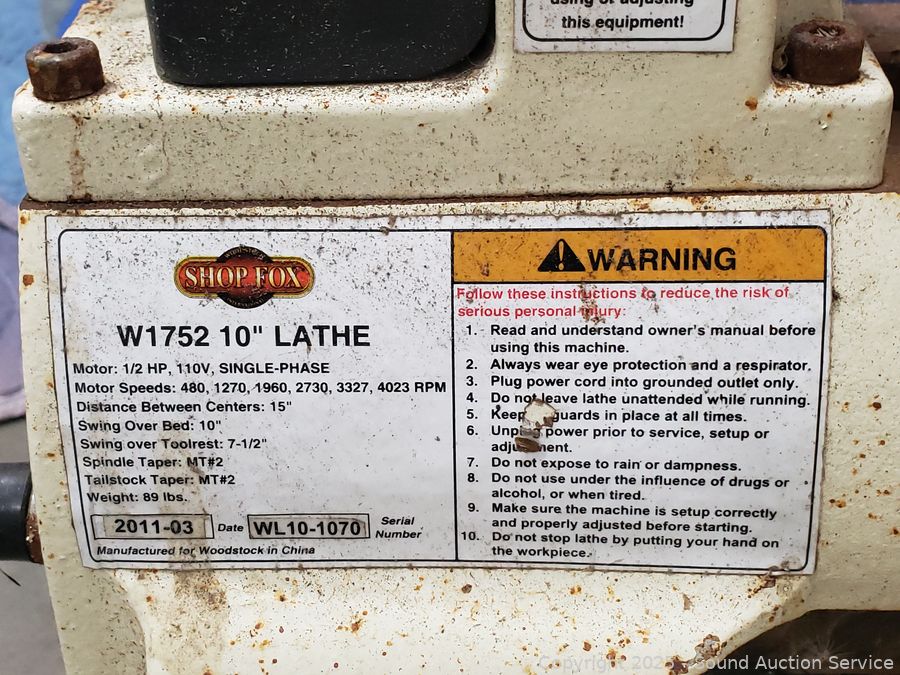 this equipment!
SHOP FOX
W1752 10" LATHE
Motor: 1/2 HP, 110V, SINGLE-PHASE
Motor Speeds: 480, 1270, 1960, 2730, 3327, 4023 RPM
Distance Between Centers: 15"
Swing Over Bed: 10"
Swing over Toolrest: 7-1/2"
Spindle Taper: MT#2
Tailstock Taper: MT#2
Weight: 89 lbs.
2011-03 Date WL10-1070 Serial Number
Manufactured for Woodstock in China
WARNING
Follow these instructions to reduce the risk of
serious personal injury:
1. Read and understand owner's manual before
using this machine.
2. Always wear eye protection and a respirator.
3. Plug power cord into grounded outlet only.
4. Do not leave lathe unattended while running.
5. Keep guards in place at all times.
6. Unplug power prior to service, setup or
adjustment.
7. Do not expose to rain or dampness.
8. Do not use under the influence of drugs or
alcohol, or when tired.
9. Make sure the machine is setup correctly
and properly adjusted before starting.
10. Do not stop lathe by putting your hand on
the workpiece.
Sound Auction Service